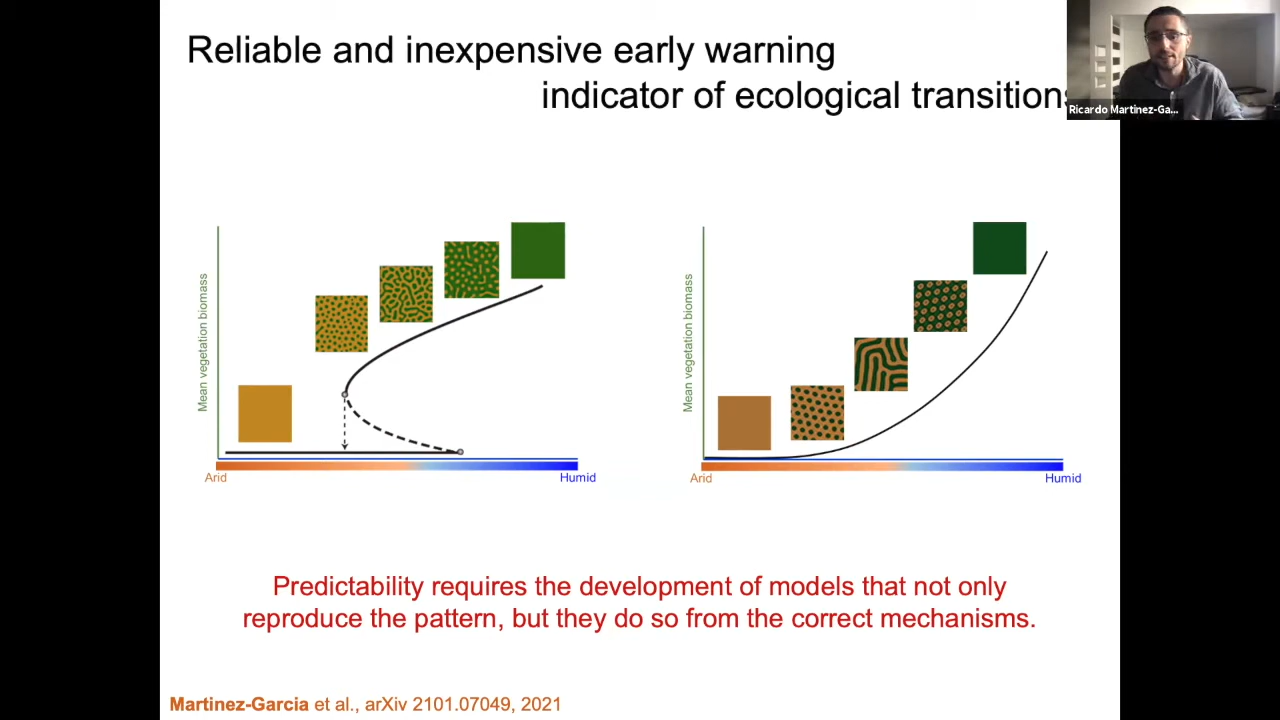 Reliable and inexpensive early warning
indicator of ecological transitions
Ricardo Martínez-Ga...
Mean vegetation biomass
Arid
Humid
Mean vegetation biomass
Arid
Humid
Predictability requires the development of models that not only
reproduce the pattern, but they do so from the correct mechanisms.
Martinez-Garcia et al., arXiv 2101.07049, 2021